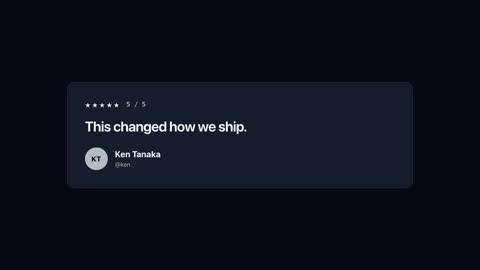 ★★★★★ 5 / 5
This changed how we ship.
KT
Ken Tanaka
@ken